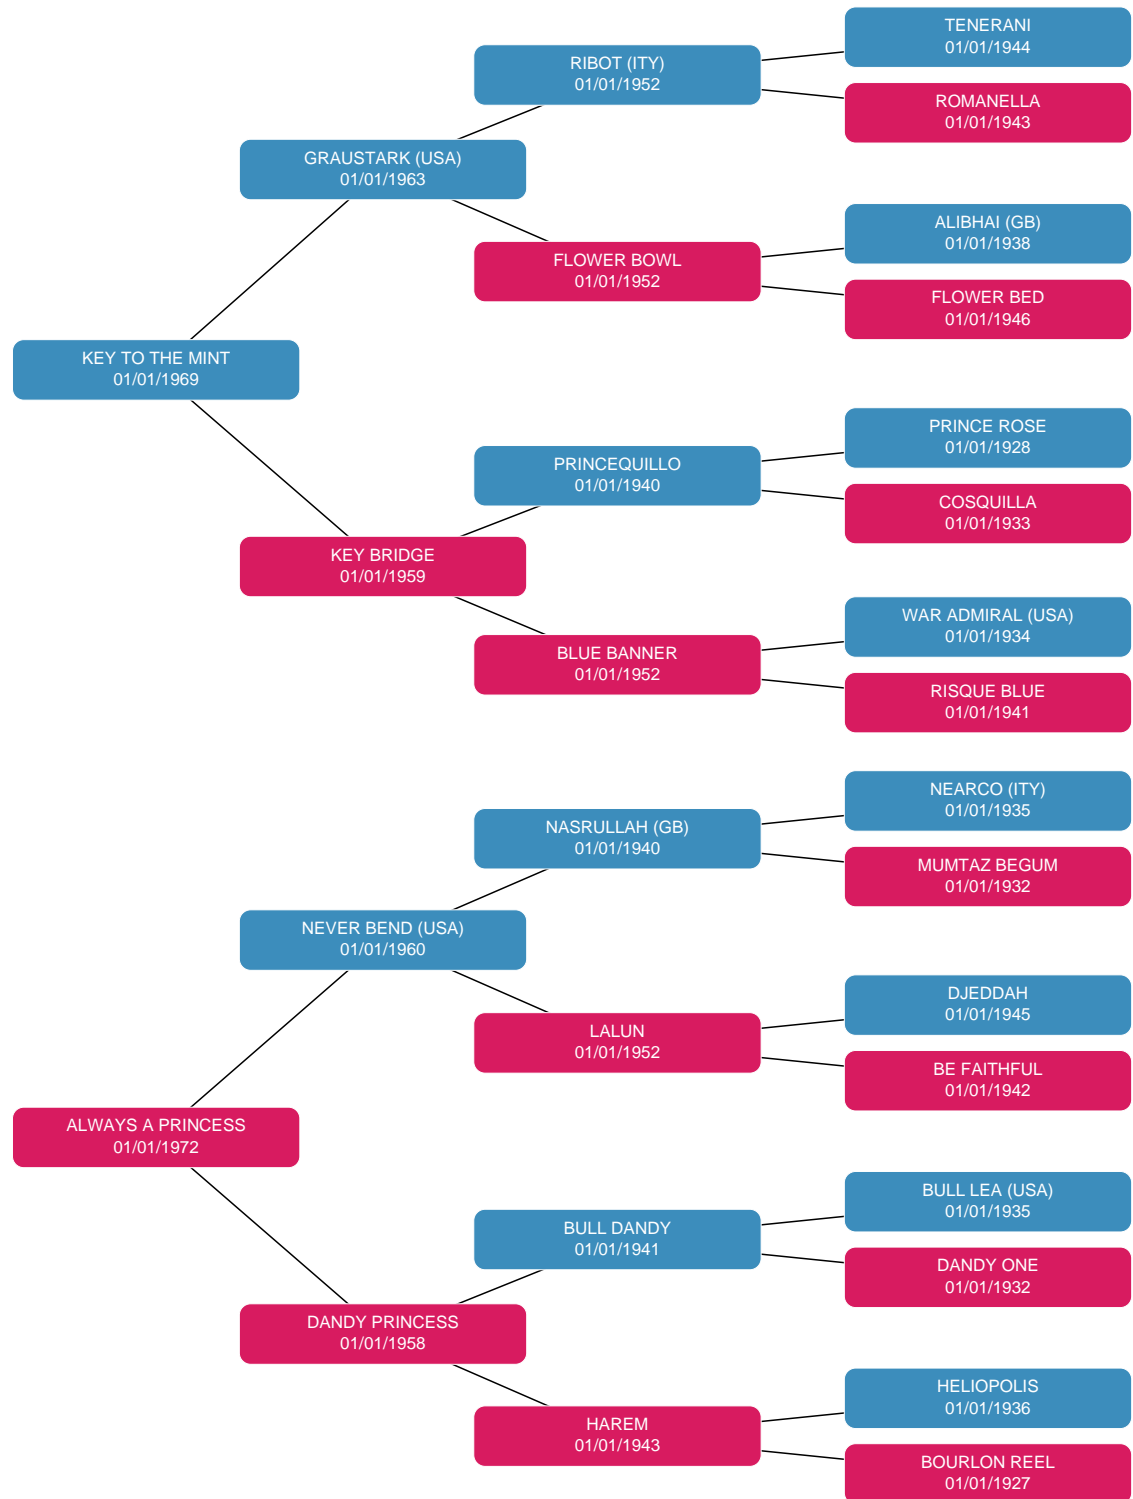 TENERANI
01/01/1944
RIBOT (ITY)
01/01/1952
ROMANELLA
01/01/1943
GRAUSTARK (USA)
01/01/1963
ALIBHAI (GB)
01/01/1938
FLOWER BOWL
01/01/1952
FLOWER BED
01/01/1946
KEY TO THE MINT
01/01/1969
PRINCE ROSE
01/01/1928
PRINCEQUILLO
01/01/1940
COSQUILLA
01/01/1933
KEY BRIDGE
01/01/1959
WAR ADMIRAL (USA)
01/01/1934
BLUE BANNER
01/01/1952
RISQUE BLUE
01/01/1941
NEARCO (ITY)
01/01/1935
NASRULLAH (GB)
01/01/1940
MUMTAZ BEGUM
01/01/1932
NEVER BEND (USA)
01/01/1960
DJEDDAH
01/01/1945
LALUN
01/01/1952
BE FAITHFUL
01/01/1942
ALWAYS A PRINCESS
01/01/1972
BULL LEA (USA)
01/01/1935
BULL DANDY
01/01/1941
DANDY ONE
01/01/1932
DANDY PRINCESS
01/01/1958
HELIOPOLIS
01/01/1936
HAREM
01/01/1943
BOURLON REEL
01/01/1927